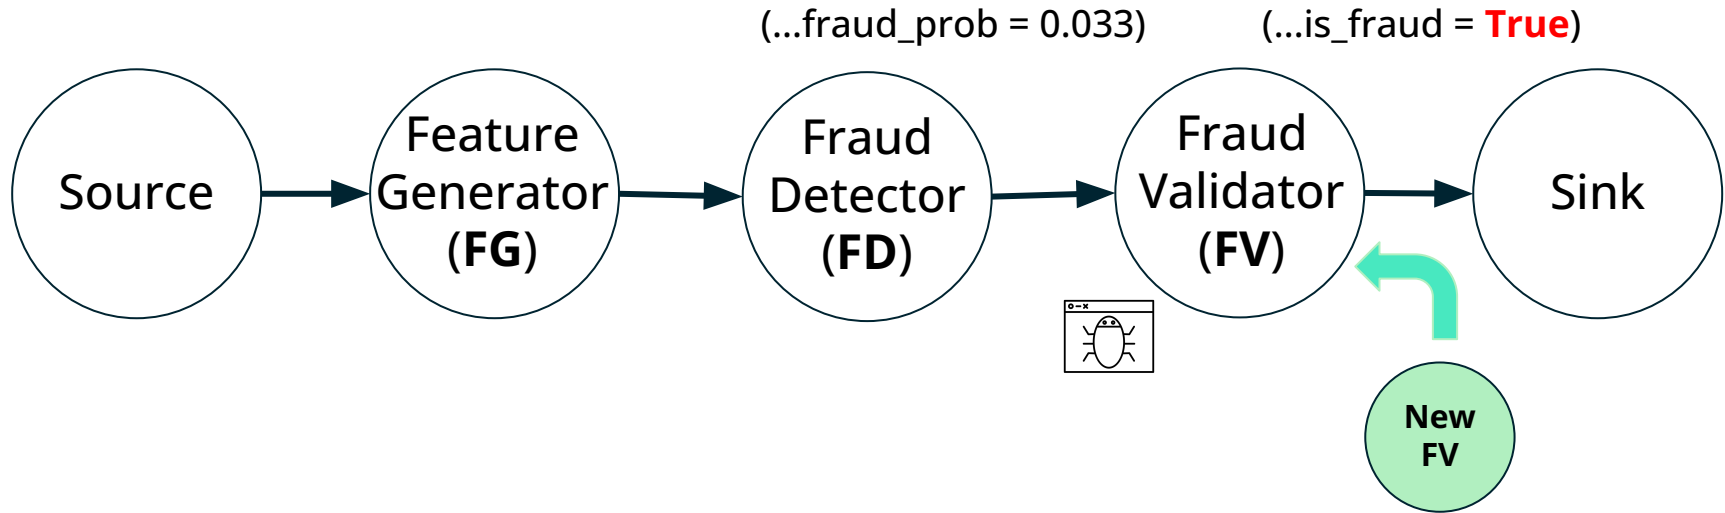 (...fraud_prob = 0.033)
(...is_fraud = True)
Source
Feature
Generator
(FG)
Fraud
Detector
(FD)
Fraud
Validator
(FV)
Sink
New
FV